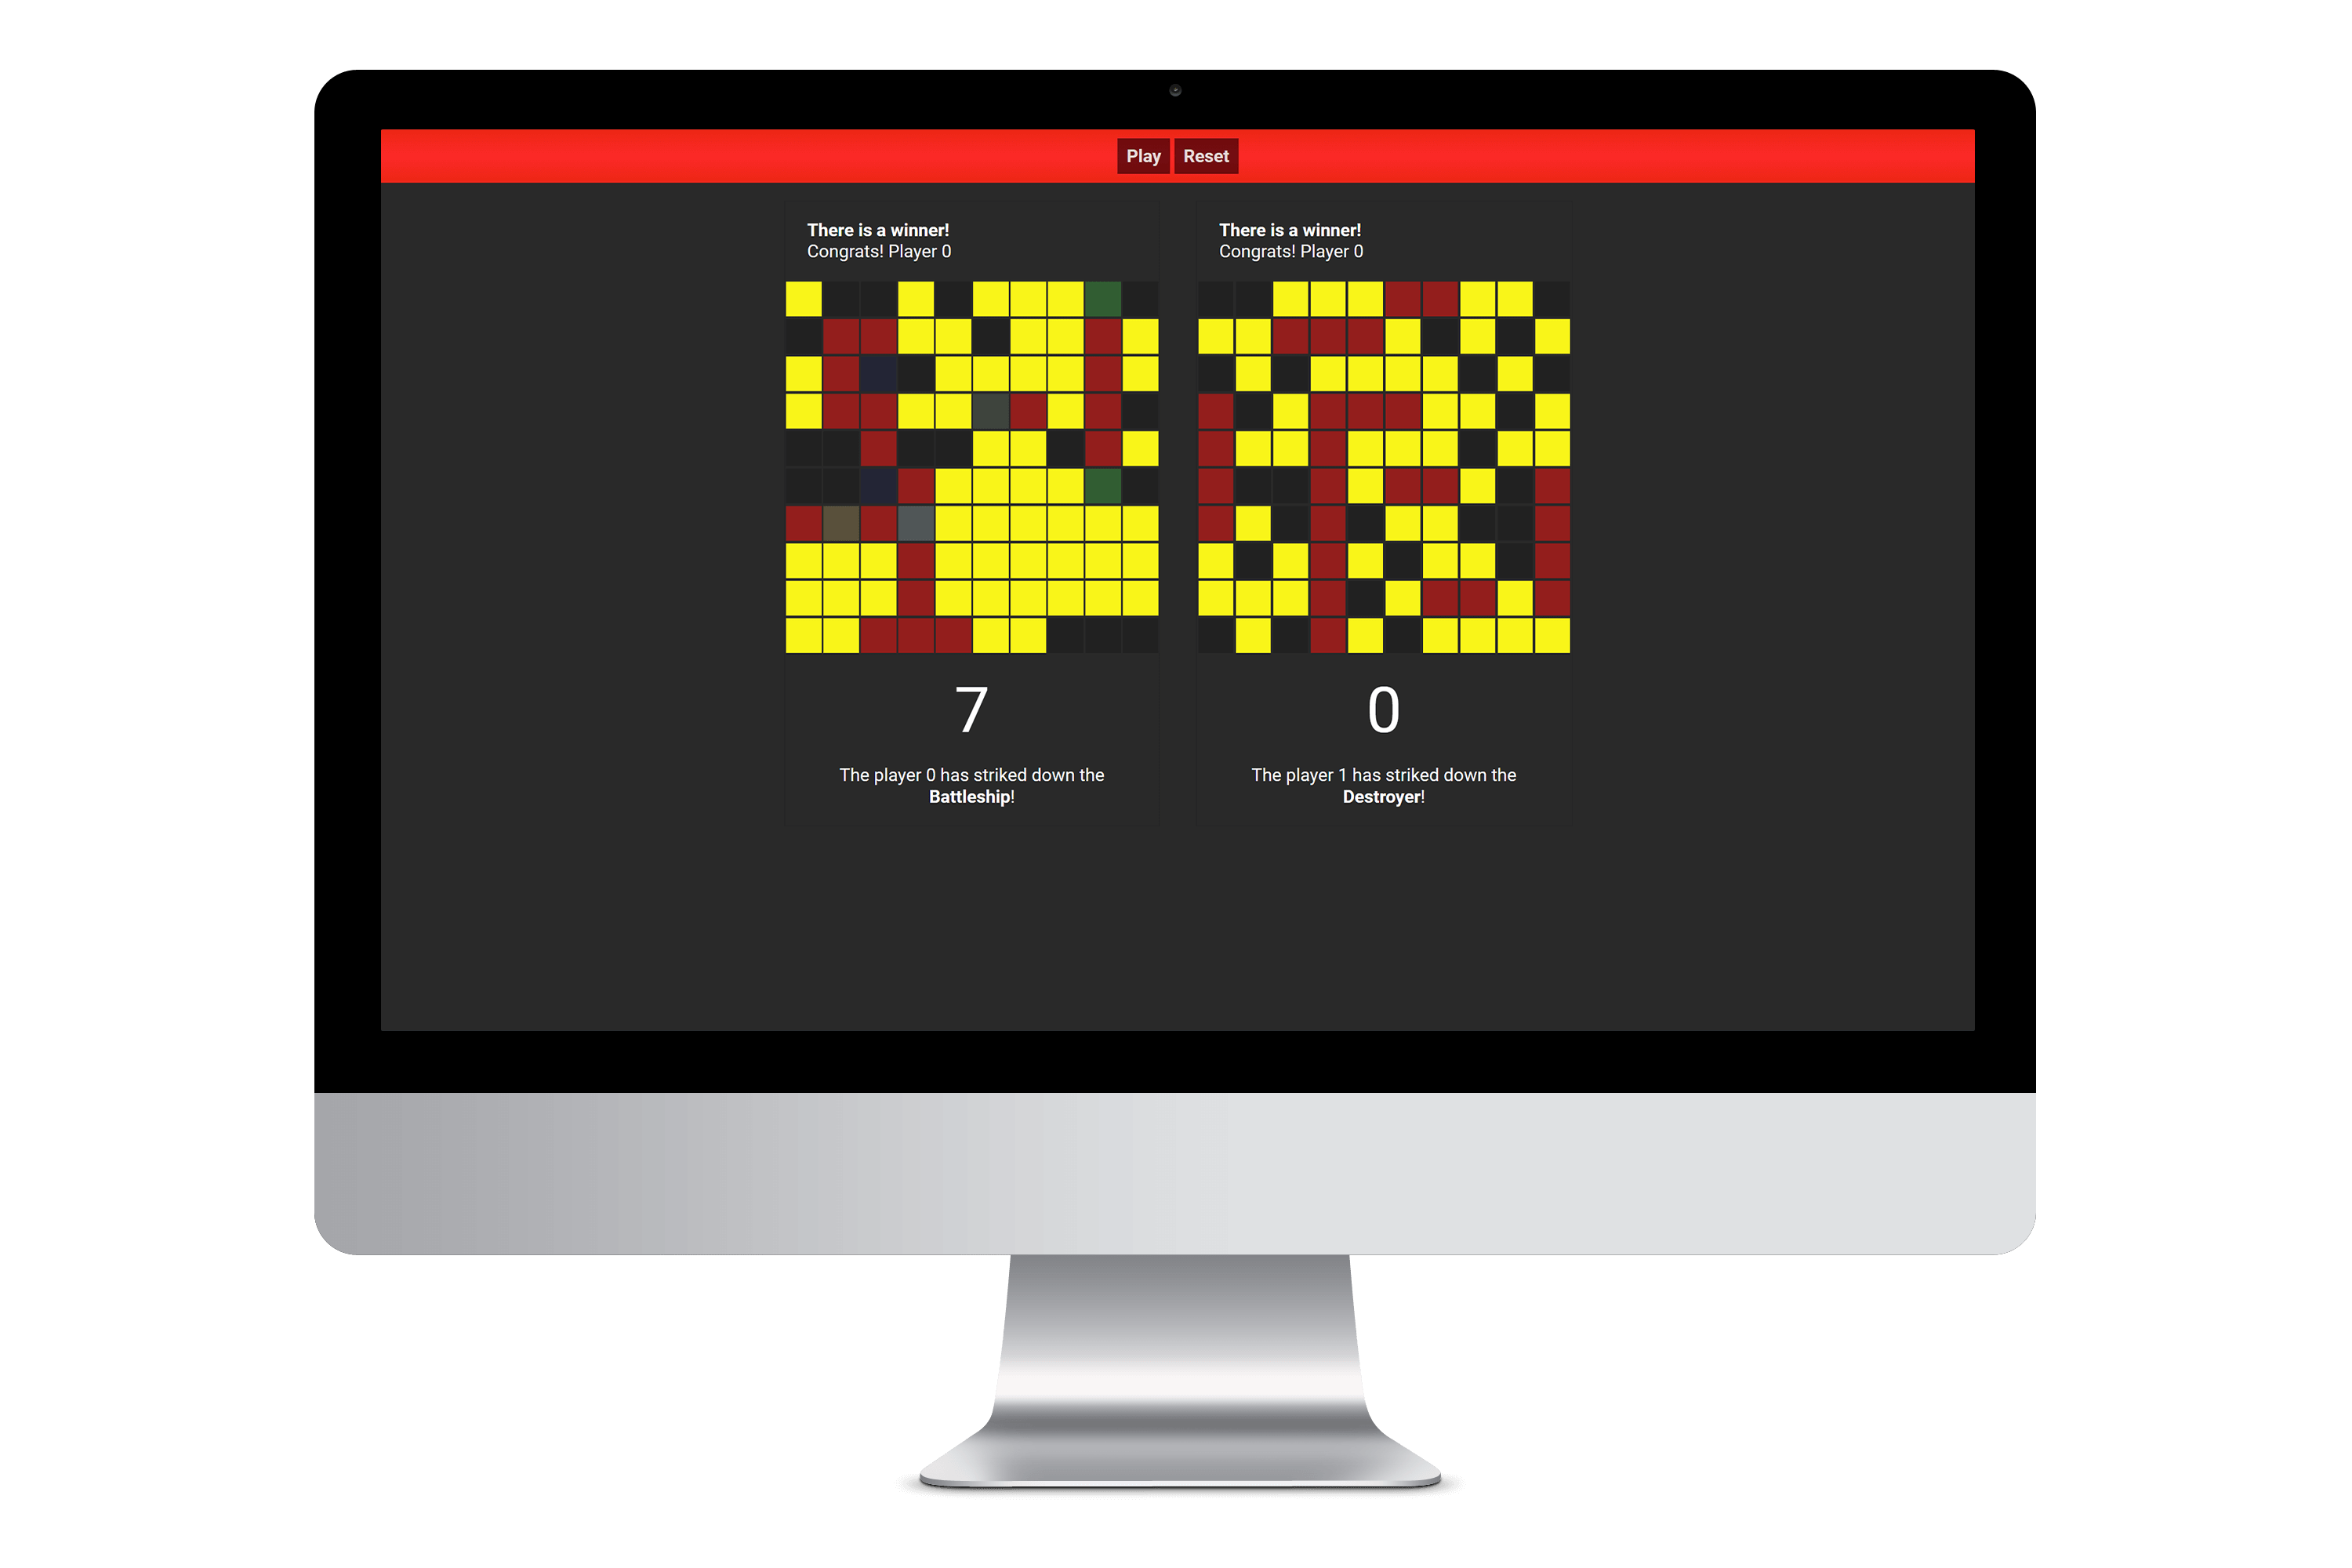 Play Reset
There is a winner!
Congrats! Player 0
7
The player 0 has striked down the
Battleship!
There is a winner!
Congrats! Player 0
0
The player 1 has striked down the
Destroyer!